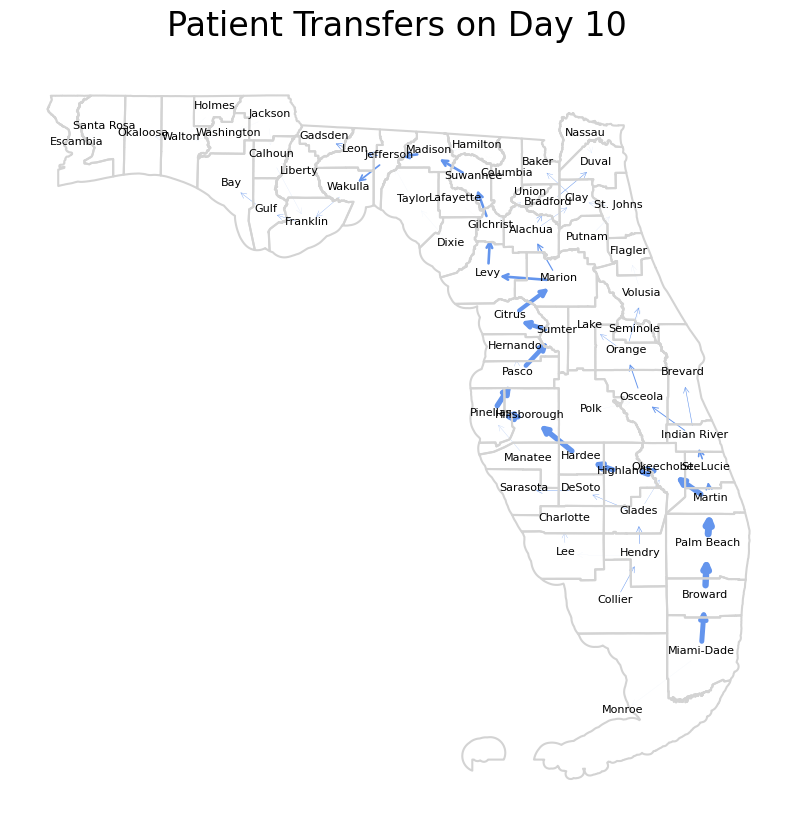 Patient Transfers on Day 10
Holmes
Jackson
Santa Rosa
Okaloosa
Walton
Washington
Escambia
Gadsden
Leon
Jefferson
Madison
Hamilton
Nassau
Calhoun
Liberty
Baker
Duval
Suwannee
Columbia
Bay
Wakulla
Taylor
Lafayette
Union
Bradford
Clay
St. Johns
Gulf
Franklin
Gilchrist
Alachua
Putnam
Dixie
Flagler
Levy
Marion
Volusia
Citrus
Sumter
Lake
Seminole
Hernando
Orange
Pasco
Brevard
Osceola
Pinellas
Hillsborough
Polk
Indian River
Manatee
Hardee
Highlands
Okeechobee
St. Lucie
Sarasota
DeSoto
Martin
Charlotte
Glades
Lee
Hendry
Palm Beach
Collier
Broward
Miami-Dade
Monroe